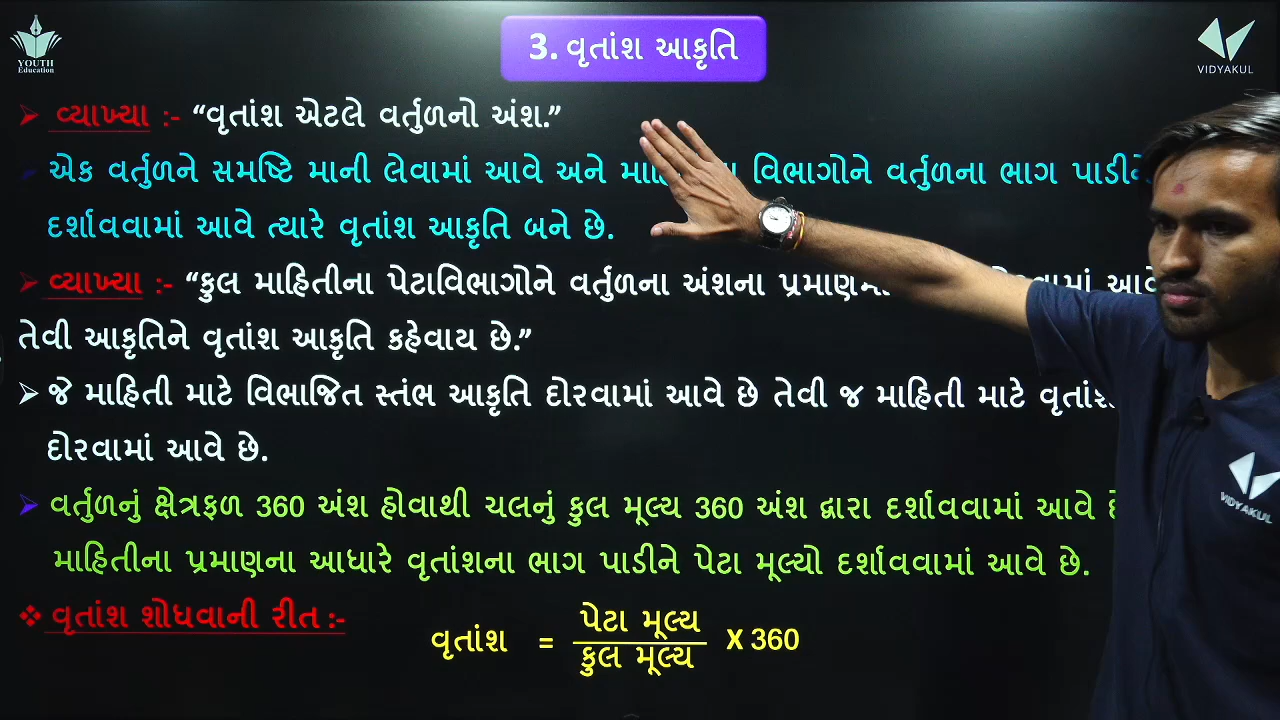 YOUTH
Education
3. વૃતાંશ આકૃતિ
VIDYAKUL
➢ વ્યાખ્યા :- “વૃતાંશ એટલે વર્તુળનો અંશ.”
એક વર્તુળને સમષ્ટિ માની લેવામાં આવે અને વિભાગોને વર્તુળના ભાગ પાડીને
દર્શાવવામાં આવે ત્યારે વૃતાંશ આકૃતિ બને છે.
➢ વ્યાખ્યા :- “કુલ માહિતીના પેટાવિભાગોને વર્તુળના અંશના
તેવી આકૃતિને વૃતાંશ આકૃતિ કહેવાય છે.”
➢ જે માહિતી માટે વિભાજિત સ્તંભ આકૃતિ દોરવામાં આવે છે તેવી જ માહિતી માટે વૃતાંશ
દોરવામાં આવે છે.
➢ વર્તુળનું ક્ષેત્રફળ 360 અંશ હોવાથી ચલનું કુલ મૂલ્ય 360 અંશ દ્વારા દર્શાવવામાં આવે
માહિતીના પ્રમાણના આધારે વૃતાંશના ભાગ પાડીને પેટા મૂલ્યો દર્શાવવામાં આવે છે.
❖ વૃતાંશ શોધવાની રીત :-
પેટા મૂલ્ય
વૃતાંશ = X 360
કુલ મૂલ્ય
VIDYAKUL